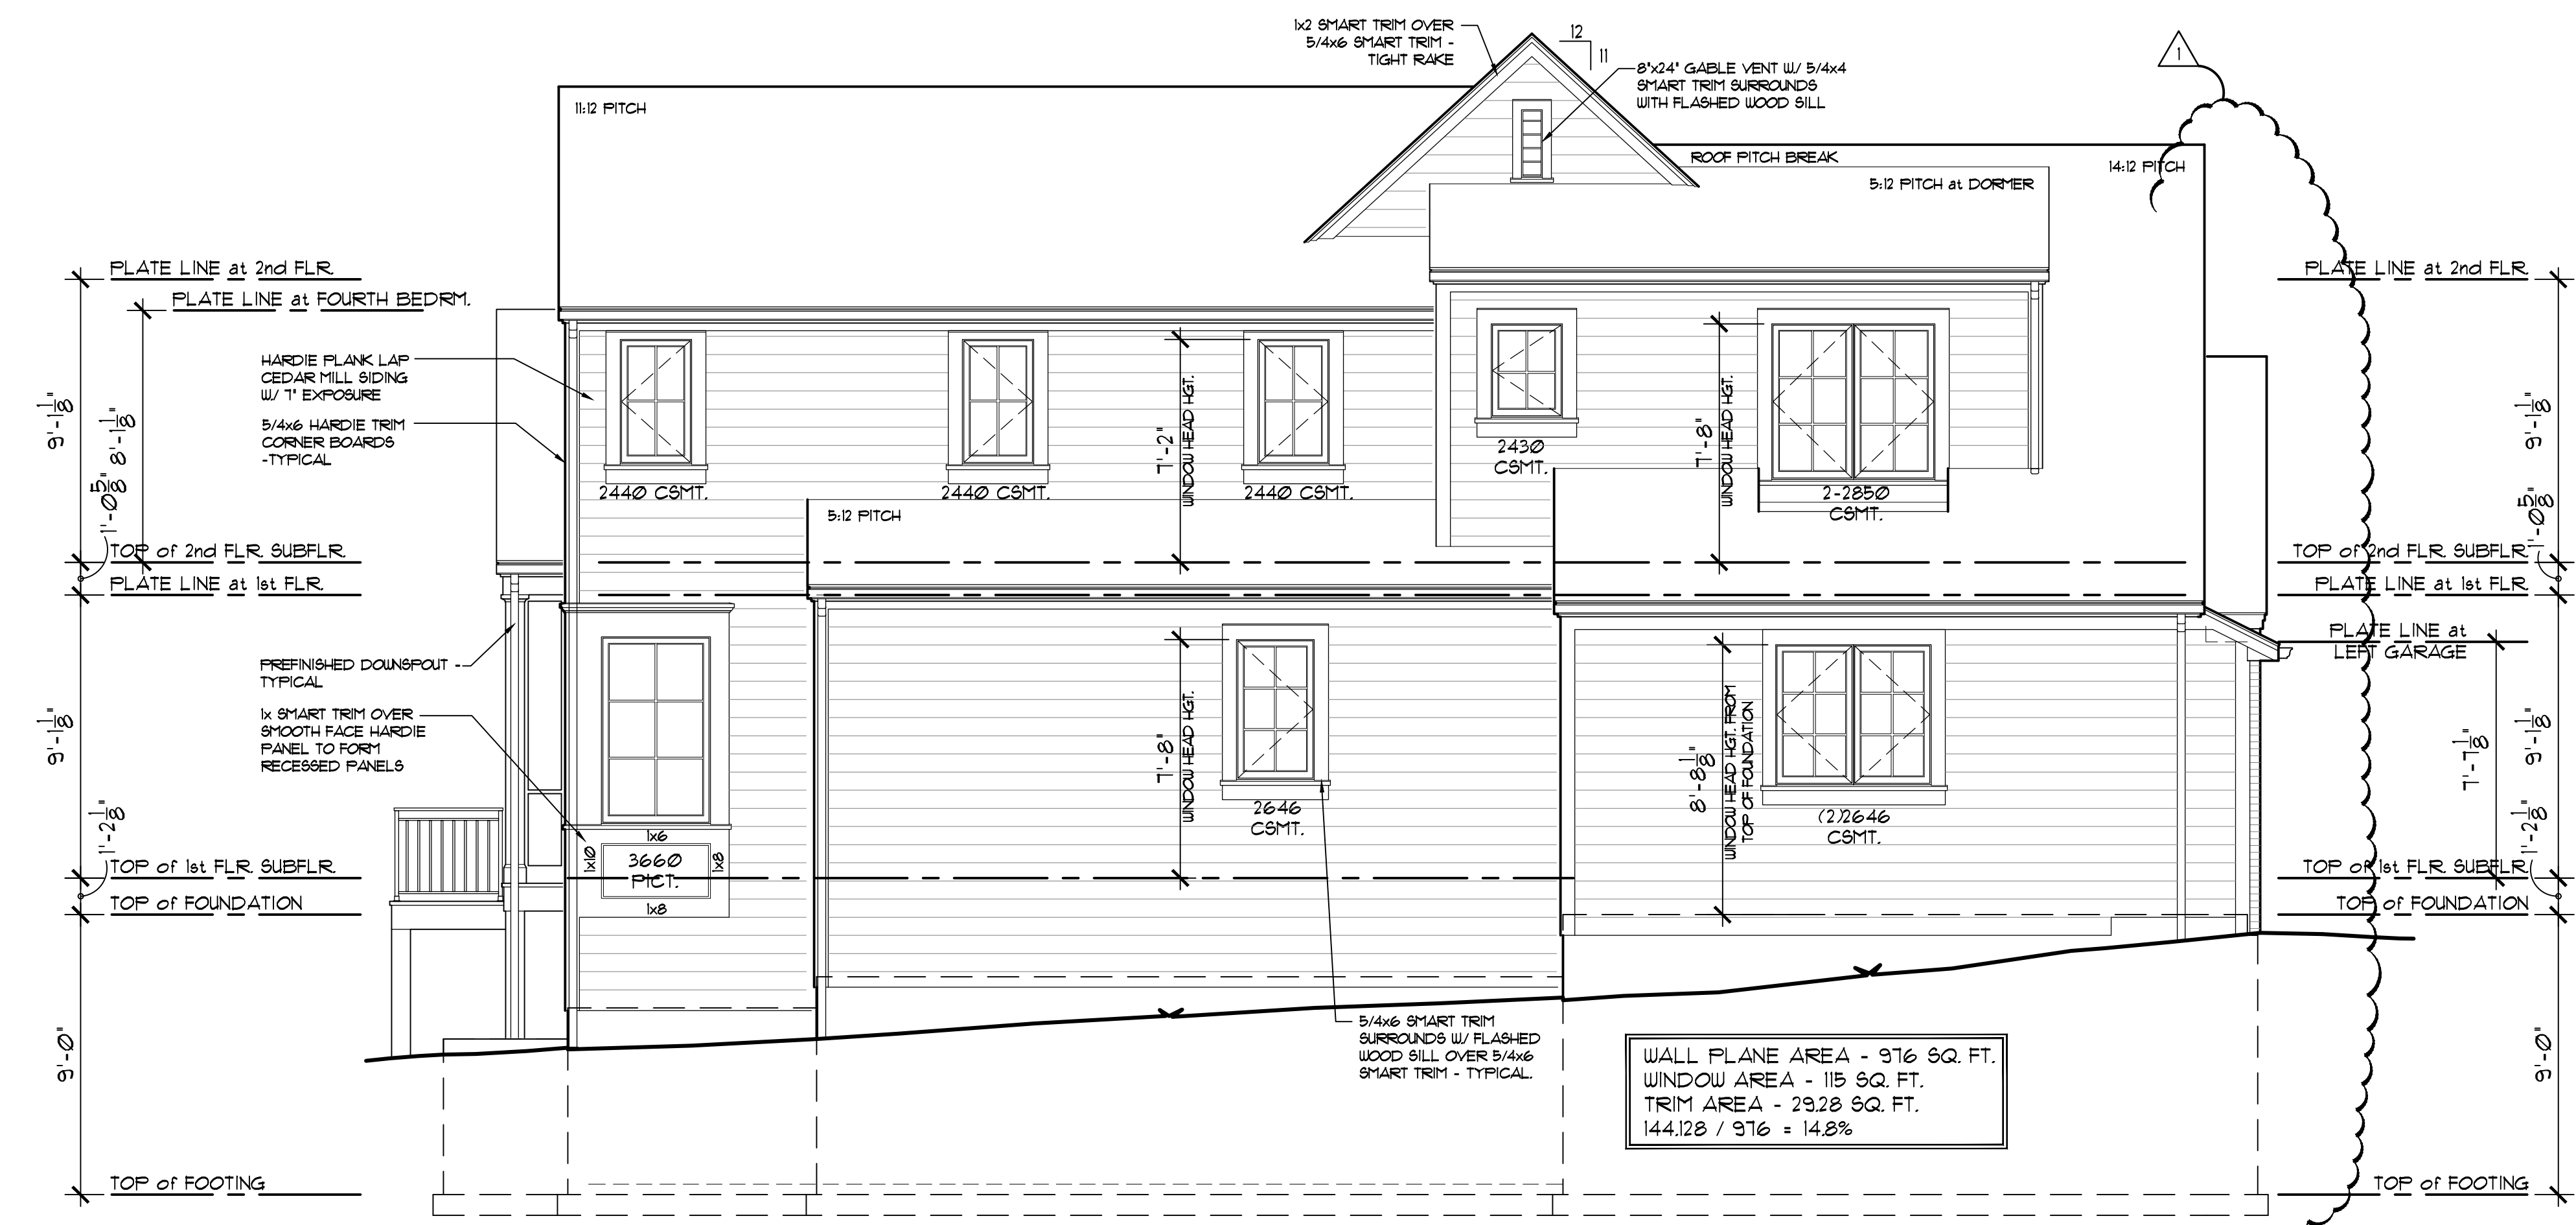 1x2 SMART TRIM OVER
5/4x6 SMART TRIM -
TIGHT RAKE
12
11
8"x24" GABLE VENT W/ 5/4x4
SMART TRIM SURROUNDS
WITH FLASHED WOOD SILL
1
11:12 PITCH
ROOF PITCH BREAK
14:12 PITCH
5:12 PITCH at DORMER
PLATE LINE at 2nd FLR.
PLATE LINE at FOURTH BEDRM.
PLATE LINE at 2nd FLR.
HARDIE PLANK LAP
CEDAR MILL SIDING
W/ 7" EXPOSURE
5/4x6 HARDIE TRIM
CORNER BOARDS
-TYPICAL
9'-1 1/8"
8'-1 1/8"
1'-0 5/8"
2440 CSMT.
2440 CSMT.
2440 CSMT.
7'-2"
WINDOW HEAD HGT.
2430
CSMT.
7'-8"
WINDOW HEAD HGT.
2-2850
CSMT.
9'-1 1/8"
1'-0 5/8"
5:12 PITCH
TOP of 2nd FLR. SUBFLR.
PLATE LINE at 1st FLR.
TOP of 2nd FLR. SUBFLR.
PLATE LINE at 1st FLR.
PLATE LINE at
LEFT GARAGE
PREFINISHED DOWNSPOUT -
TYPICAL
1x SMART TRIM OVER
SMOOTH FACE HARDIE
PANEL TO FORM
RECESSED PANELS
9'-1 1/8"
1'-2 1/8"
7'-8"
WINDOW HEAD HGT.
2646
CSMT.
8'-8 1/8"
WINDOW HEAD HGT. FROM
TOP OF FOUNDATION
(2)2646
CSMT.
7'-7 1/8"
9'-1 1/8"
1'-2 1/8"
1x6
1x10
3660
PICT.
1x8
1x8
TOP of 1st FLR. SUBFLR.
TOP of FOUNDATION
TOP of 1st FLR. SUBFLR.
TOP of FOUNDATION
5/4x6 SMART TRIM
SURROUNDS W/ FLASHED
WOOD SILL OVER 5/4x6
SMART TRIM - TYPICAL.
WALL PLANE AREA - 976 SQ. FT.
WINDOW AREA - 115 SQ. FT.
TRIM AREA - 29.28 SQ. FT.
144.128 / 976 = 14.8%
9'-0"
9'-0"
TOP of FOOTING
TOP of FOOTING